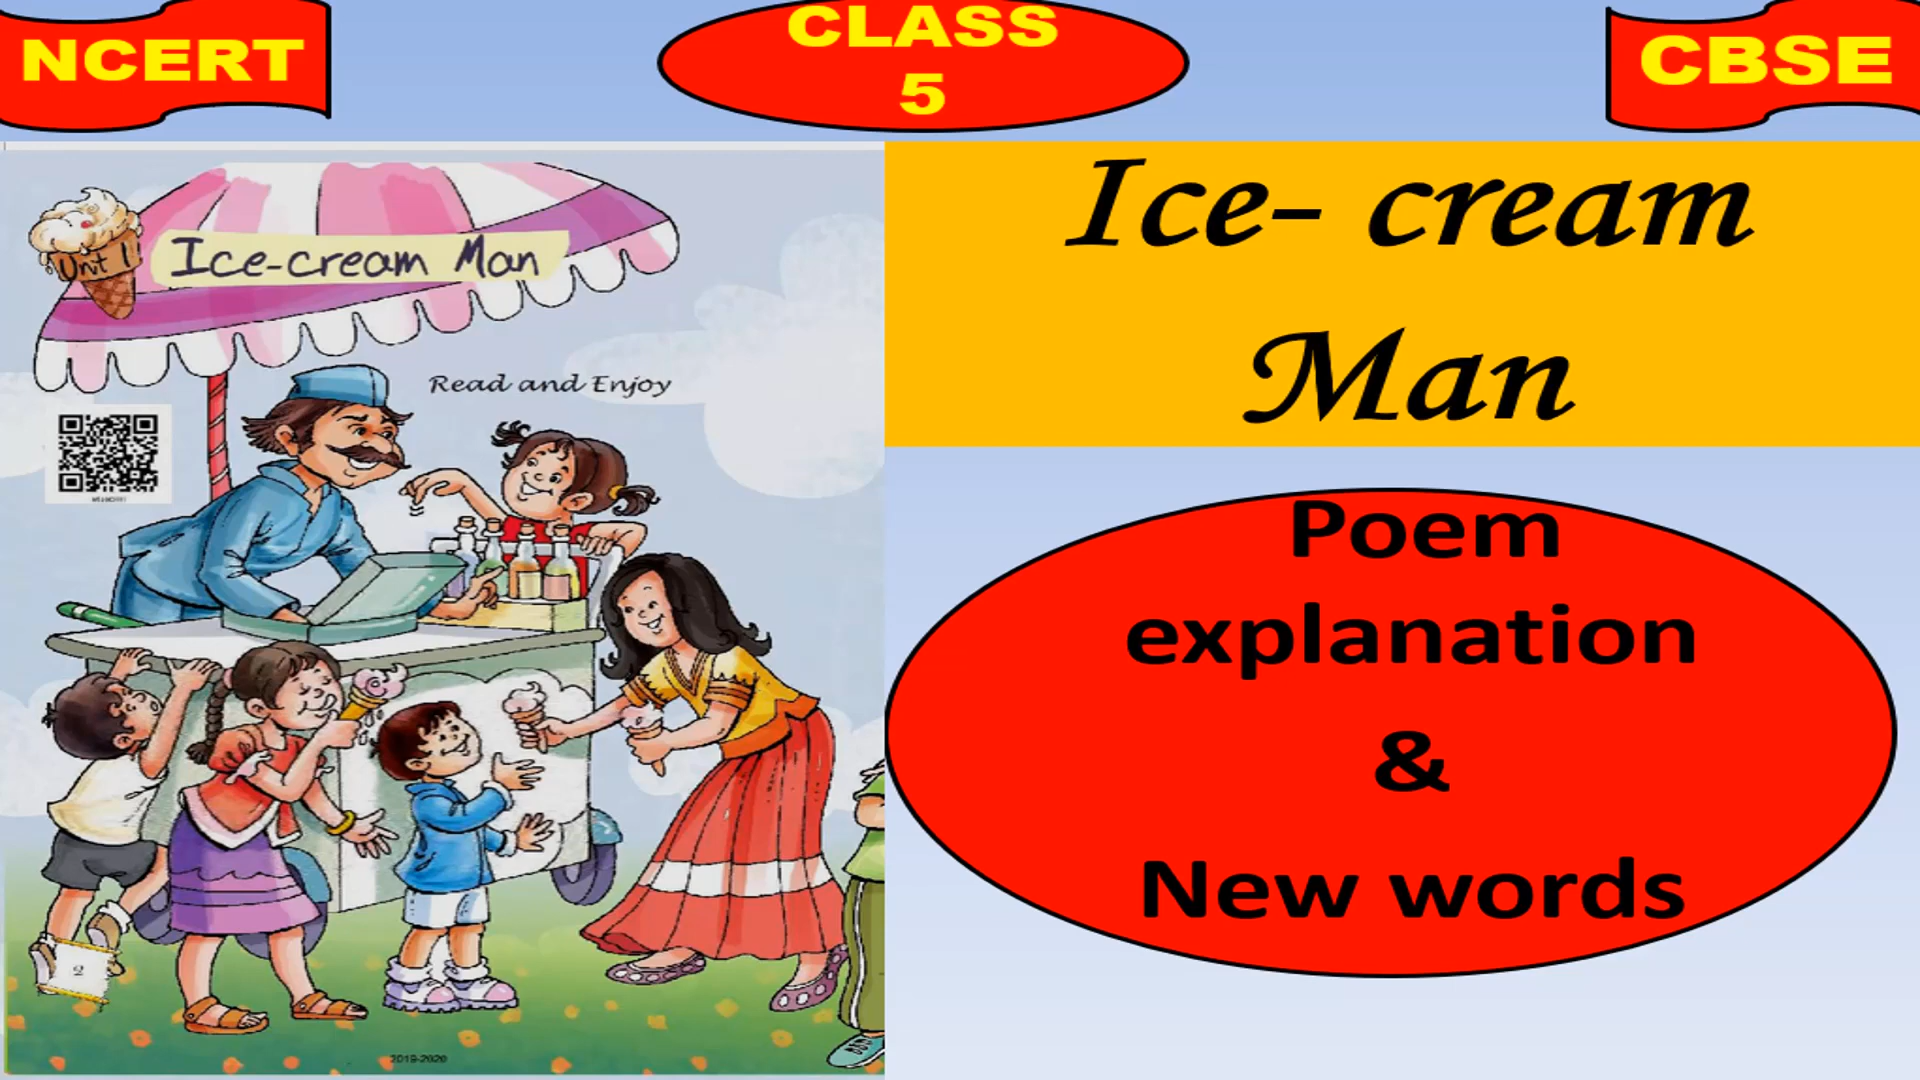 NCERT
CLASS
5
CBSE
Ice- cream
Man
Unit 1
Ice-cream Man
Read and Enjoy
Poem
explanation
&
New words
2
2019-2020